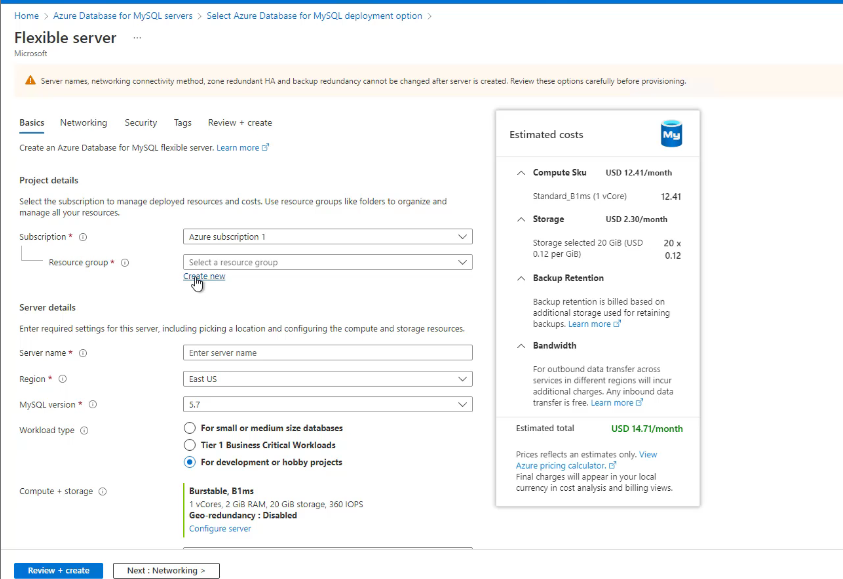 Home > Azure Database for MySQL servers > Select Azure Database for MySQL deployment option >
Flexible server ...
Microsoft
Server names, networking connectivity method, zone redundant HA and backup redundancy cannot be changed after server is created. Review these options carefully before provisioning.
Basics Networking Security Tags Review + create
Create an Azure Database for MySQL flexible server. Learn more
Project details
Select the subscription to manage deployed resources and costs. Use resource groups like folders to organize and
manage all your resources.
Subscription *
Azure subscription 1
Resource group *
Select a resource group
Create new
Server details
Enter required settings for this server, including picking a location and configuring the compute and storage resources.
Server name *
Enter server name
Region *
East US
MySQL version *
5.7
Workload type
For small or medium size databases
Tier 1 Business Critical Workloads
For development or hobby projects
Compute + storage
Burstable, B1ms
1 vCores, 2 GiB RAM, 20 GiB storage, 360 IOPS
Geo-redundancy : Disabled
Configure server
Review + create
Next : Networking >
Estimated costs
My
Compute Sku USD 12.41/month
Standard_B1ms (1 vCore) 12.41
Storage USD 2.30/month
Storage selected 20 GiB (USD 20 x
0.12 per GiB) 0.12
Backup Retention
Backup retention is billed based on
additional storage used for retaining
backups. Learn more
Bandwidth
For outbound data transfer across
services in different regions will incur
additional charges. Any inbound data
transfer is free. Learn more
Estimated total USD 14.71/month
Prices reflects an estimates only. View
Azure pricing calculator.
Final charges will appear in your local
currency in cost analysis and billing views.